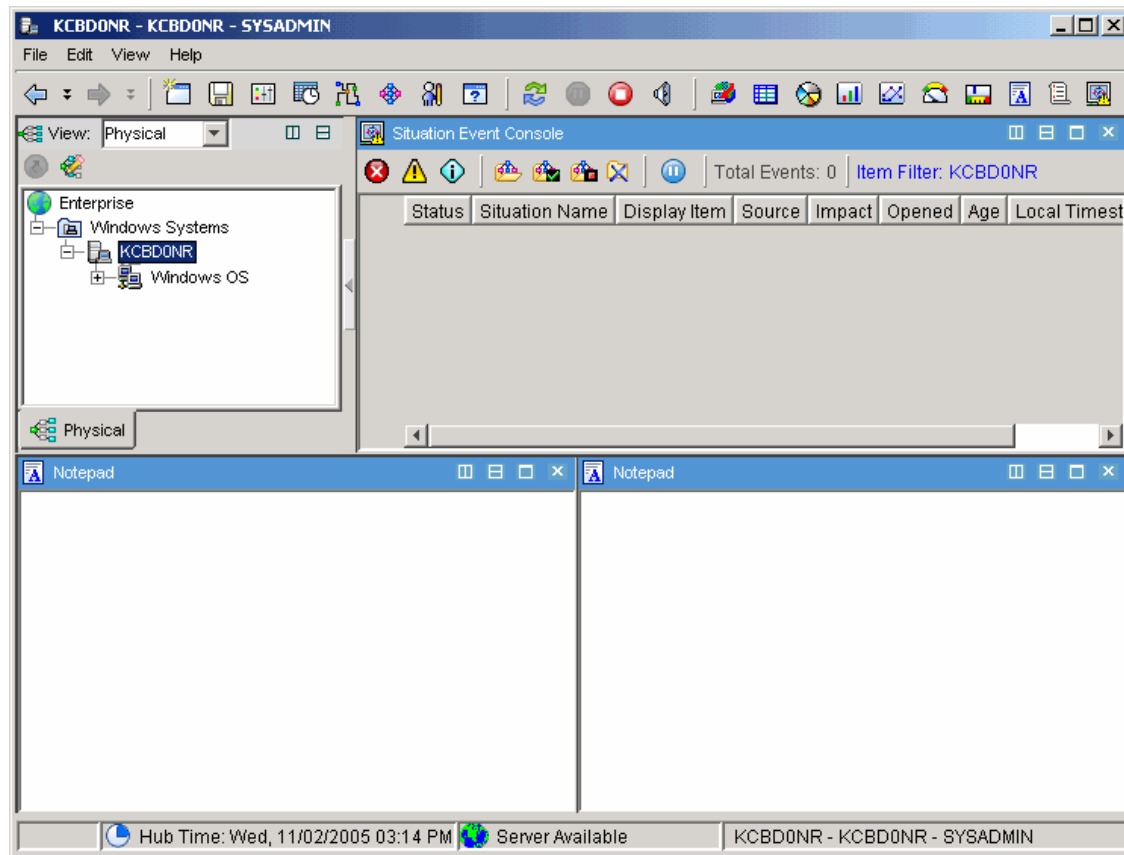 KCBD0NR - KCBD0NR - SYSADMIN
File Edit View Help
View: Physical
Situation Event Console
Total Events: 0 Item Filter: KCBD0NR
Enterprise
Windows Systems
KCBD0NR
Windows OS
Status Situation Name Display Item Source Impact Opened Age Local Timest
Physical
Notepad
Notepad
Hub Time: Wed, 11/02/2005 03:14 PM Server Available KCBD0NR - KCBD0NR - SYSADMIN